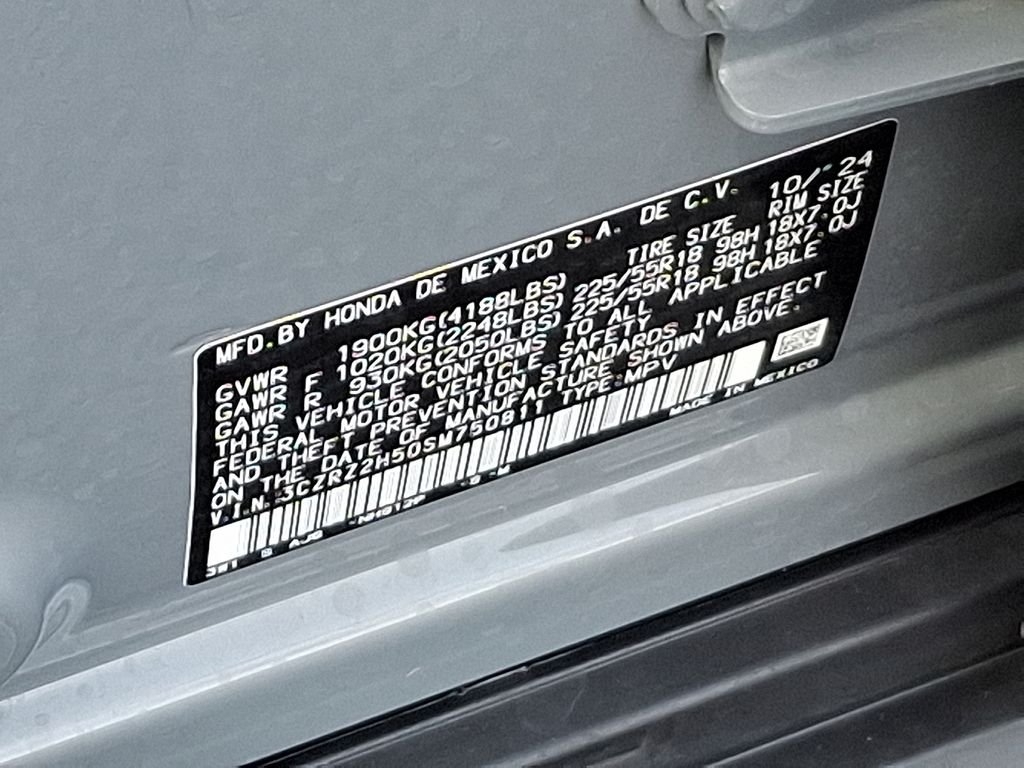 MFD.BY HONDA DE MEXICO S.A. DE C.V. 10/ 24
TIRE SIZE RIM SIZE
GVWR 1900KG(4188LBS)
GAWR F 1020KG(2248LBS) 225/55R18 98H 18X7.0J
GAWR R 930KG(2050LBS) 225/55R18 98H 18X7.0J
THIS VEHICLE CONFORMS TO ALL APPLICABLE
FEDERAL MOTOR VEHICLE SAFETY
AND THEFT PREVENTION STANDARDS IN EFFECT
ON THE DATE OF MANUFACTURE SHOWN ABOVE.
V.I.N. 3CZRZ2H50SM750811 TYPE:MPV
MADE IN MEXICO